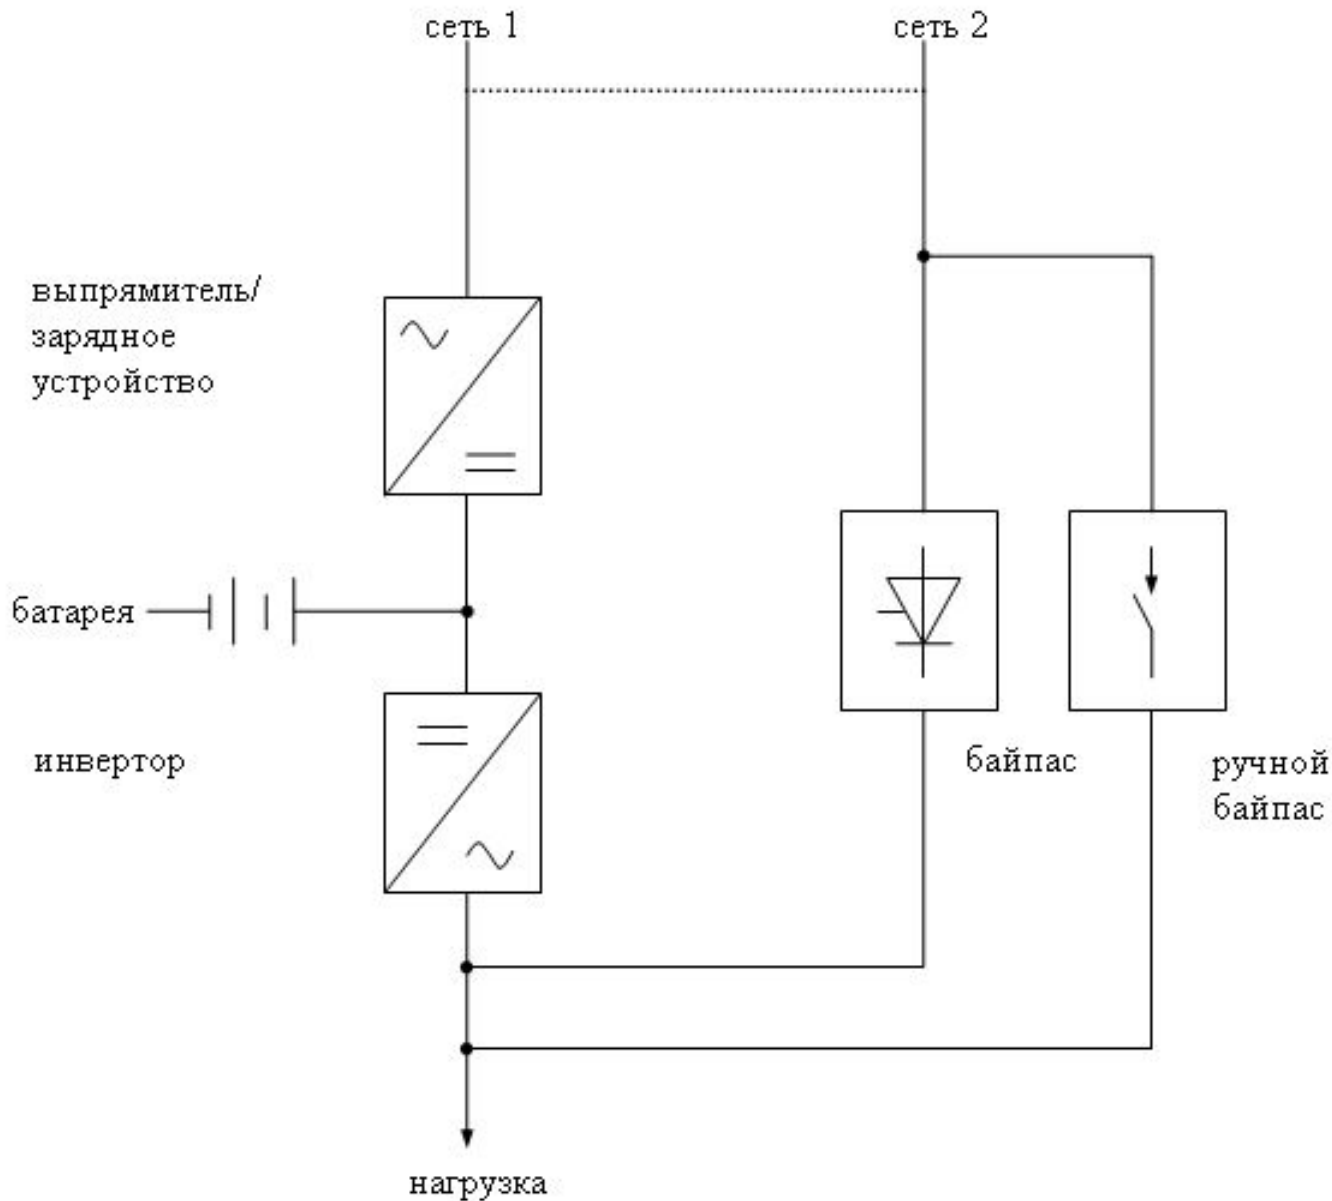 сеть 1
сеть 2
выпрямитель/
зарядное
устройство
батарея
инвертор
байпас
ручной
байпас
нагрузка